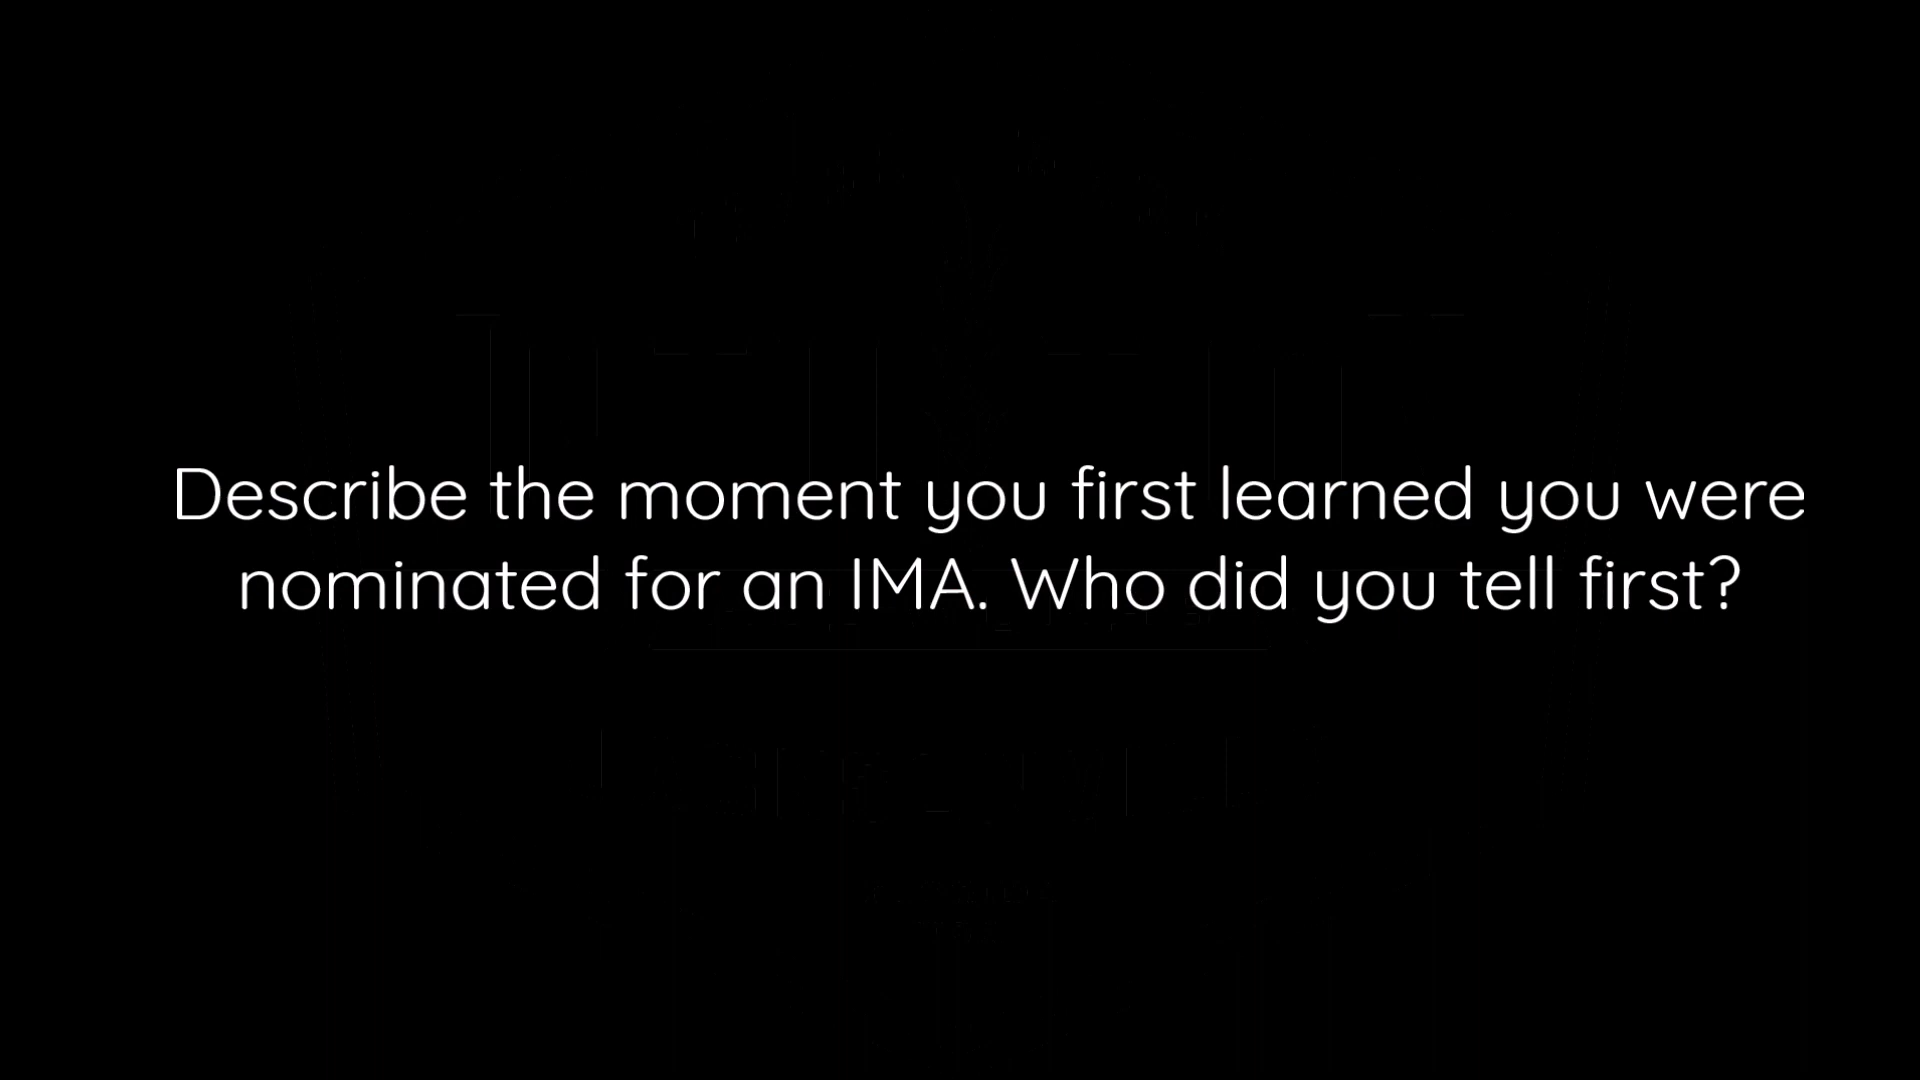 Describe the moment you first learned you were
nominated for an IMA. Who did you tell first?